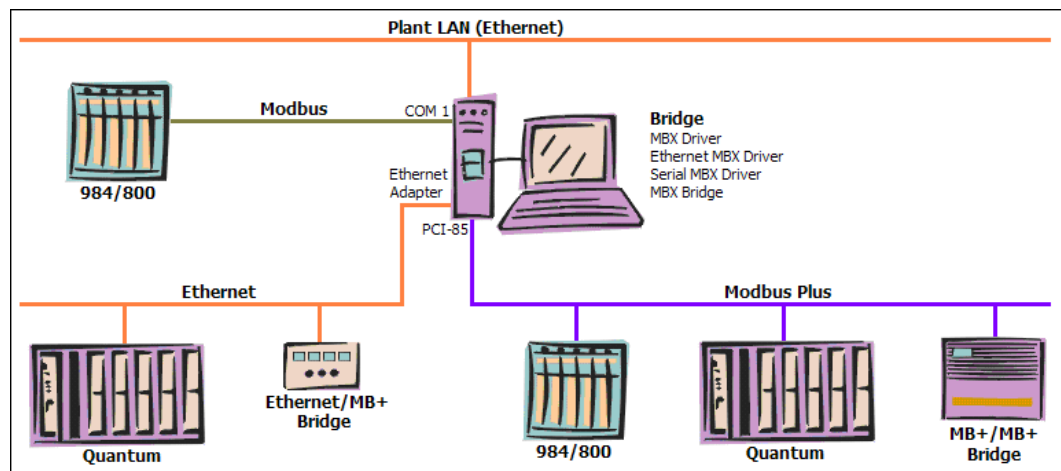 Plant LAN (Ethernet)
Modbus
COM 1
984/800
Bridge
MBX Driver
Ethernet MBX Driver
Serial MBX Driver
MBX Bridge
Ethernet
Adapter
PCI-85
Ethernet
Modbus Plus
Quantum
Ethernet/MB+
Bridge
984/800
Quantum
MB+/MB+
Bridge